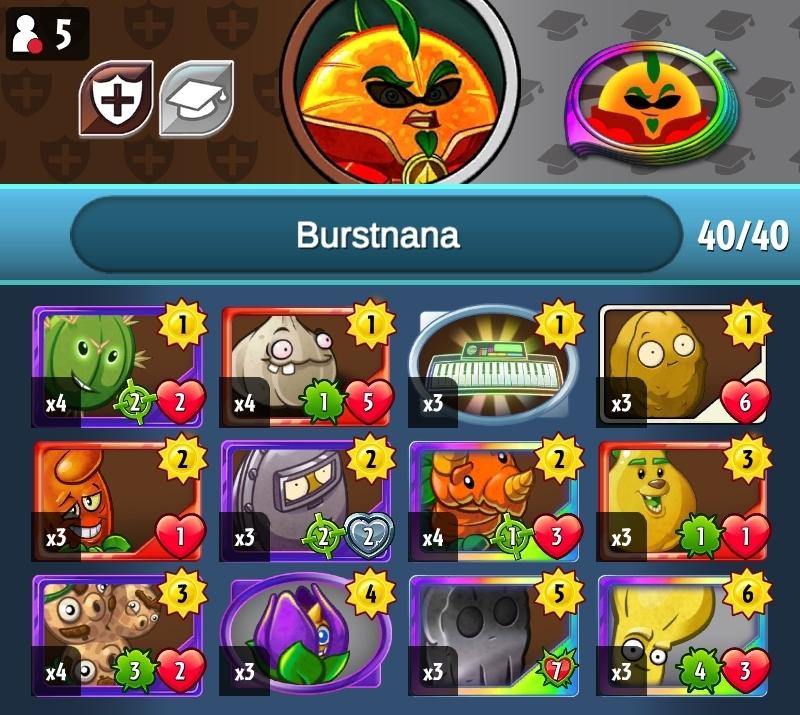 5
Burstnana 40/40
1 1 1 1
x4 2 2 x4 1 5 x3 x3 6
2 2 2 3
x3 1 x3 2 2 x4 1 3 x3 1 1
3 4 5 6
x4 3 2 x3 x3 7 x3 4 3